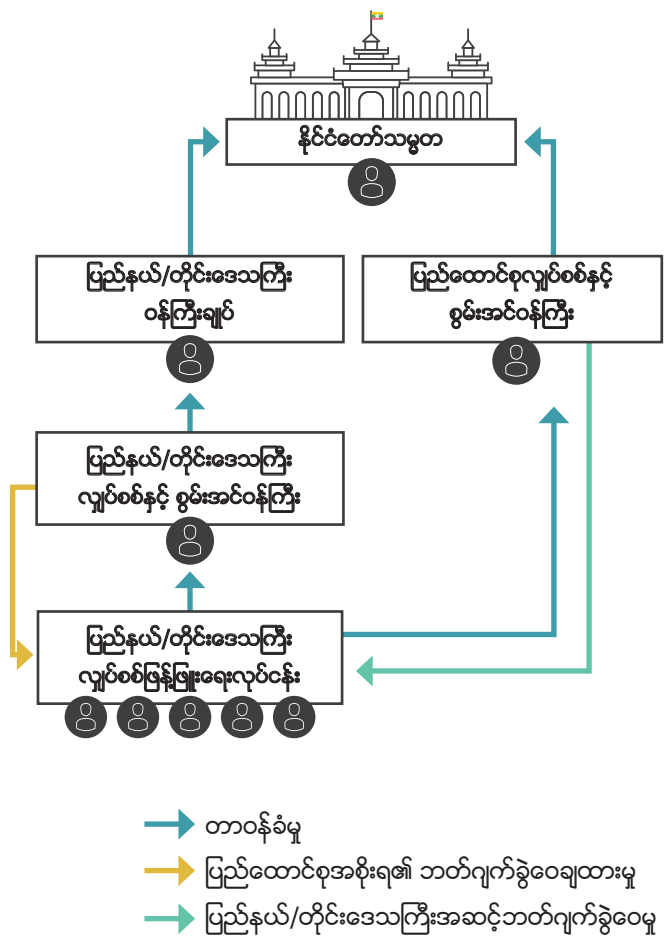 နိုင်ငံတော်သမ္မတ
ပြည်နယ်/တိုင်းဒေသကြီး
ဝန်ကြီးချုပ်
ပြည်ထောင်စုလျှပ်စစ်နှင့်
စွမ်းအင်ဝန်ကြီး
ပြည်နယ်/တိုင်းဒေသကြီး
လျှပ်စစ်နှင့် စွမ်းအင်ဝန်ကြီး
ပြည်နယ်/တိုင်းဒေသကြီး
လျှပ်စစ်ဖြန့်ဖြူးရေးလုပ်ငန်း
တာဝန်ခံမှု
ပြည်ထောင်စုအစိုးရ၏ ဘတ်ဂျက်ခွဲဝေချထားမှု
ပြည်နယ်/တိုင်းဒေသကြီးအဆင့်ဘတ်ဂျက်ခွဲဝေမှု